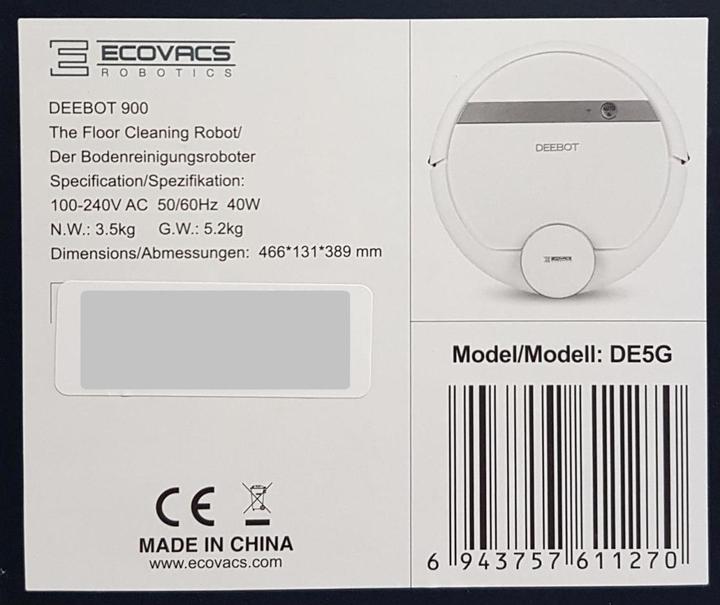 ECOVACS
ROBOTICS
DEEBOT 900
The Floor Cleaning Robot/
Der Bodenreinigungsroboter
Specification/Spezifikation:
100-240V AC 50/60Hz 40W
N.W.: 3.5kg G.W.: 5.2kg
Dimensions/Abmessungen: 466*131*389 mm
CE
MADE IN CHINA
www.ecovacs.com
AUTO
DEEBOT
ECOVACS
Model/Modell: DE5G
6 943757 611270